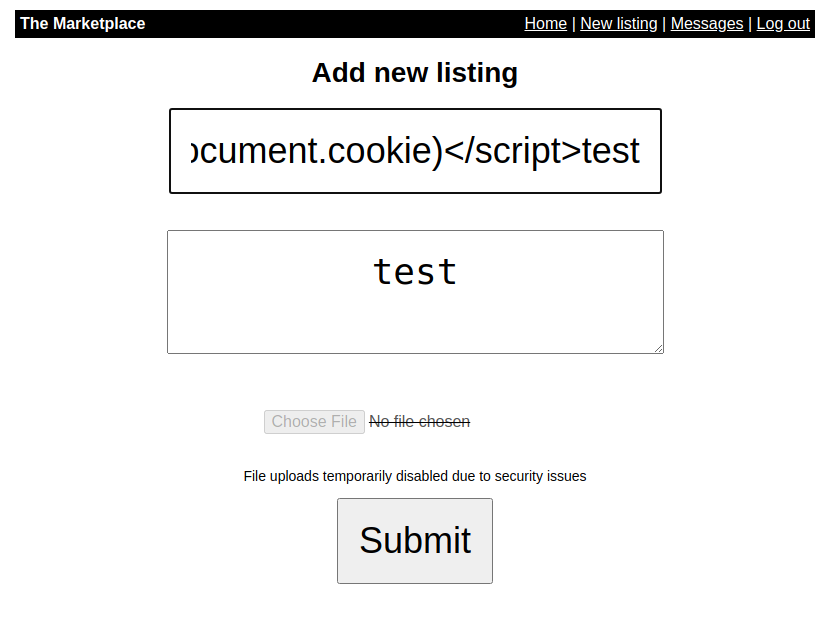 The Marketplace
Home | New listing | Messages | Log out
Add new listing
ocument.cookie)</script>test
test
Choose File No file chosen
File uploads temporarily disabled due to security issues
Submit